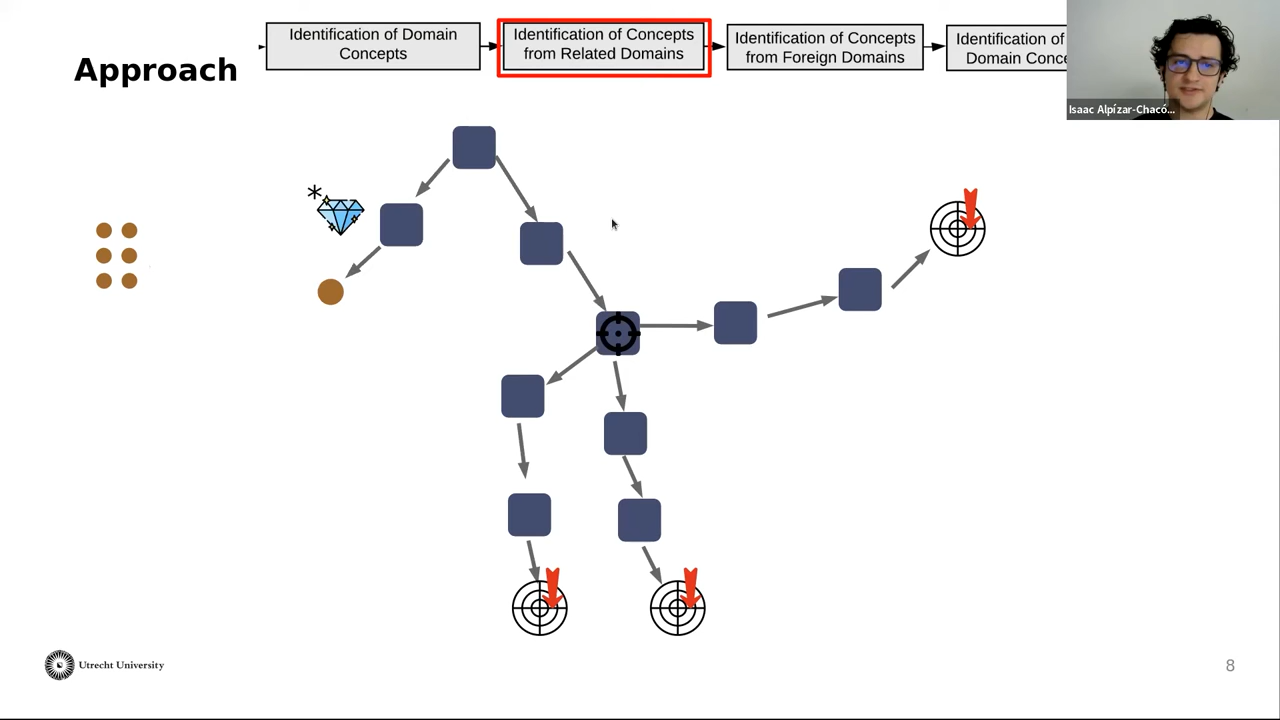 Approach
Identification of Domain
Concepts
Identification of Concepts
from Related Domains
Identification of Concepts
from Foreign Domains
Identification of
Domain Conce
Isaac Alpízar-Chacó...
*
Utrecht University
8